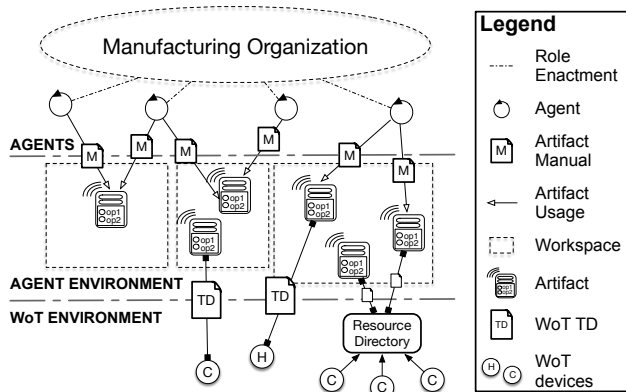 Manufacturing Organization
M
M
M
M
M
M
AGENTS
op1
op2
op1
op2
op1
op2
op1
op2
op1
op2
op1
op2
AGENT ENVIRONMENT
WoT ENVIRONMENT
TD
TD
Resource
Directory
C
H
C
C
C
Legend
Role
Enactment
Agent
M
Artifact
Manual
Artifact
Usage
Workspace
op1
op2
Artifact
TD
WoT TD
H
C
WoT
devices